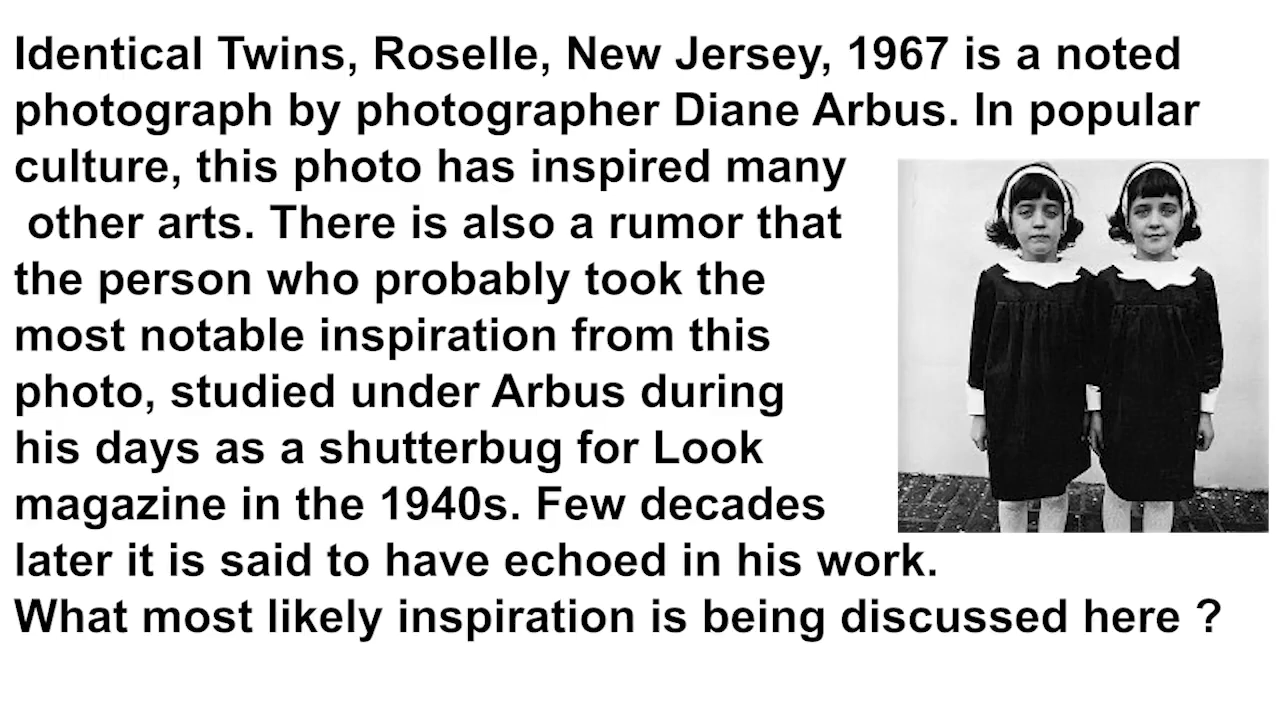 Identical Twins, Roselle, New Jersey, 1967 is a noted
photograph by photographer Diane Arbus. In popular
culture, this photo has inspired many
other arts. There is also a rumor that
the person who probably took the
most notable inspiration from this
photo, studied under Arbus during
his days as a shutterbug for Look
magazine in the 1940s. Few decades
later it is said to have echoed in his work.
What most likely inspiration is being discussed here ?